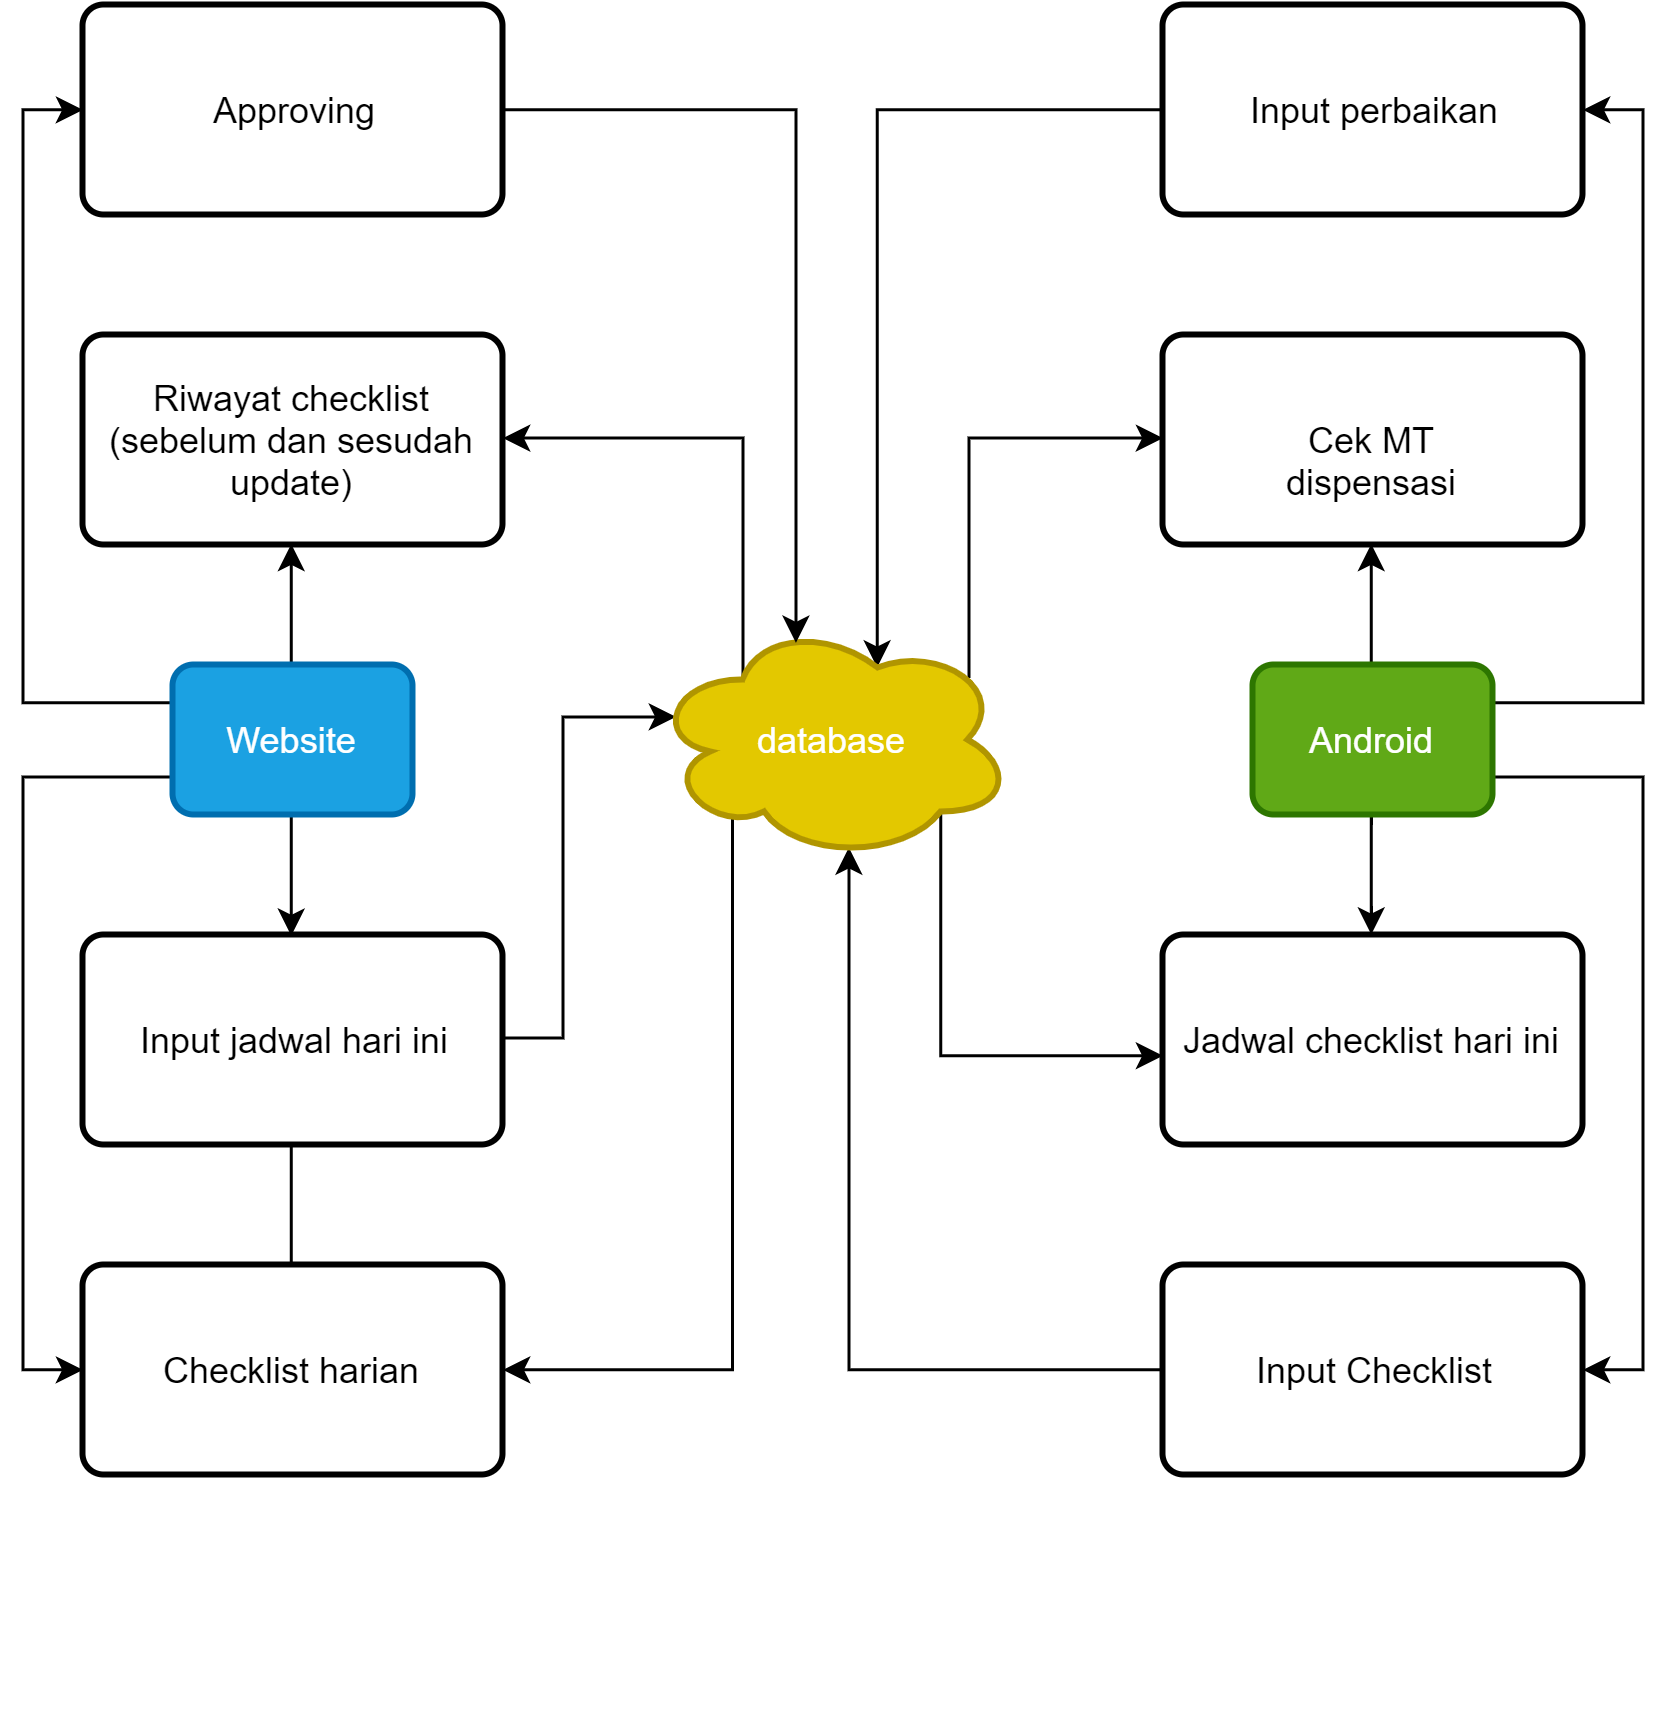 Approving
Input perbaikan
Riwayat checklist
(sebelum dan sesudah
update)
Cek MT
dispensasi
Website
database
Android
Input jadwal hari ini
Jadwal checklist hari ini
Checklist harian
Input Checklist